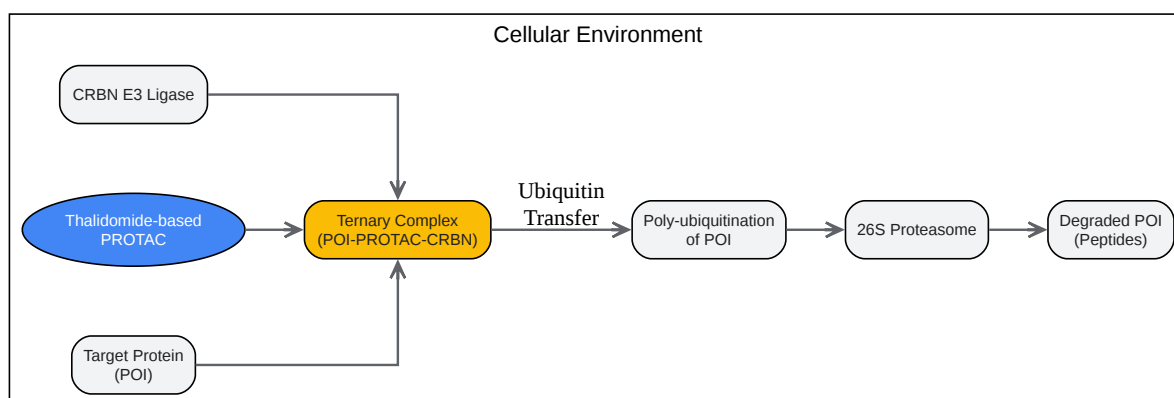 Cellular Environment
CRBN E3 Ligase
Thalidomide-based
PROTAC
Target Protein
(POI)
Ternary Complex
(POI-PROTAC-CRBN)
Ubiquitin
Transfer
Poly-ubiquitination
of POI
26S Proteasome
Degraded POI
(Peptides)